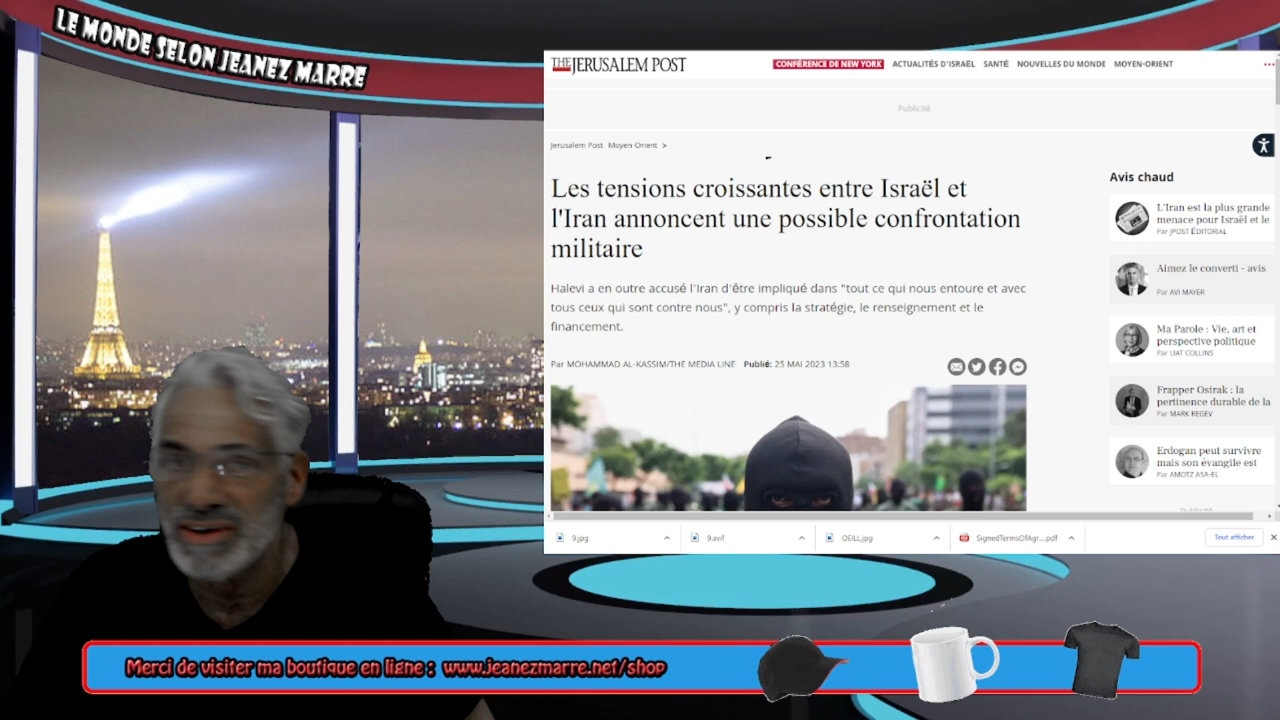 LE MONDE SELON JEANEZ MARRE
THE JERUSALEM POST
CONFÉRENCE DE NEW YORK ACTUALITÉS D'ISRAËL SANTÉ NOUVELLES DU MONDE MOYEN-ORIENT
Publicité
Jerusalem Post Moyen-Orient >
Les tensions croissantes entre Israël et
l'Iran annoncent une possible confrontation
militaire
Halevi a en outre accusé l'Iran d'être impliqué dans "tout ce qui nous entoure et avec
tous ceux qui sont contre nous", y compris la stratégie, le renseignement et le
financement.
Par MOHAMMAD AL-KASSIM/THE MEDIA LINE Publié: 25 MAI 2023 13:58
Avis chaud
L'Iran est la plus grande
menace pour Israël et le
Par JPOST ÉDITORIAL
Aimez le converti - avis
Par AVI MAYER
Ma Parole : Vie, art et
perspective politique
Par LIAT COLLINS
Frapper Ostrak : la
pertinence durable de la
Par MARK REGEV
Erdogan peut survivre
mais son évangile est
Par AMOTZ ASA-EL
9.jpg
9.avif
OEILL.jpg
SignedTermsOfAgr....pdf
Tout afficher
Merci de visiter ma boutique en ligne : www.jeanezmarre.net/shop